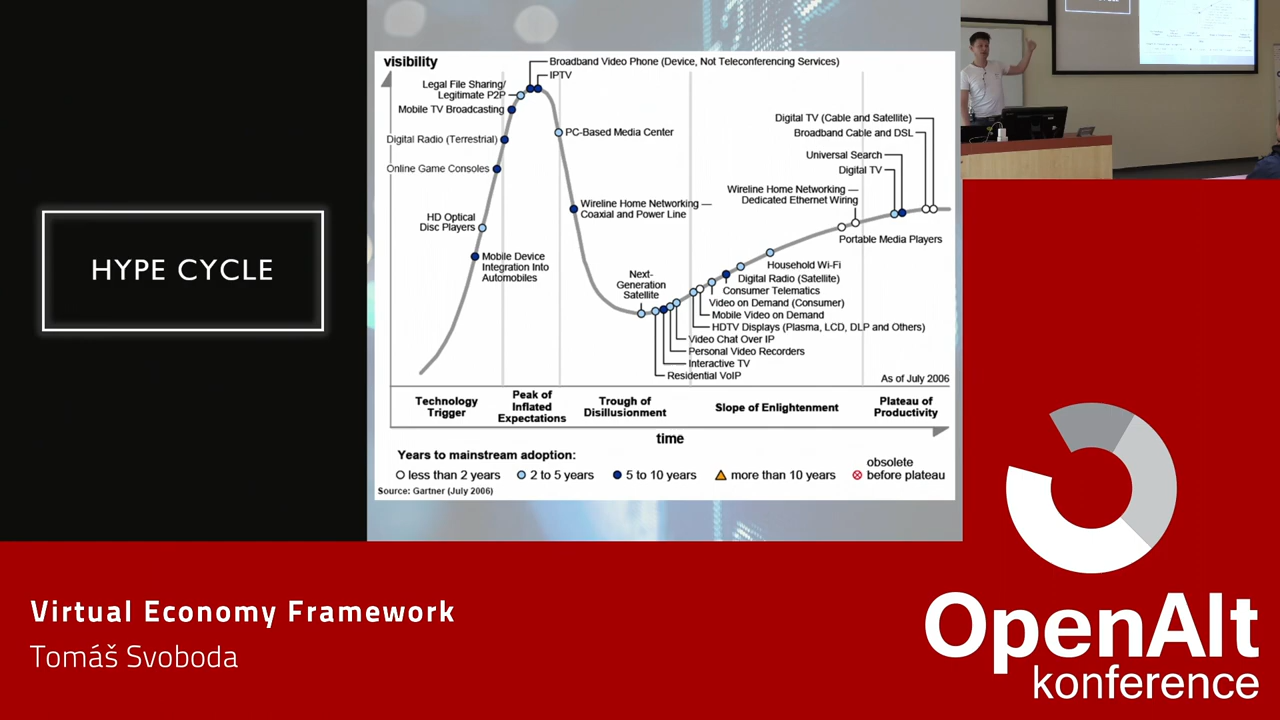 HYPE CYCLE
visibility
Broadband Video Phone (Device, Not Teleconferencing Services)
IPTV
Legal File Sharing/
Legitimate P2P
Mobile TV Broadcasting
Digital Radio (Terrestrial)
Online Game Consoles
HD Optical
Disc Players
Mobile Device
Integration Into
Automobiles
PC-Based Media Center
Wireline Home Networking —
Coaxial and Power Line
Next-
Generation
Satellite
Digital TV (Cable and Satellite)
Broadband Cable and DSL
Universal Search
Digital TV
Wireline Home Networking —
Dedicated Ethernet Wiring
Portable Media Players
Household Wi-Fi
Digital Radio (Satellite)
Consumer Telematics
Video on Demand (Consumer)
Mobile Video on Demand
HDTV Displays (Plasma, LCD, DLP and Others)
Video Chat Over IP
Personal Video Recorders
Interactive TV
Residential VoIP
As of July 2006
Technology
Trigger
Peak of
Inflated
Expectations
Trough of
Disillusionment
Slope of Enlightenment
Plateau of
Productivity
time
Years to mainstream adoption:
less than 2 years
2 to 5 years
5 to 10 years
more than 10 years
obsolete
before plateau
Source: Gartner (July 2006)
Virtual Economy Framework
Tomáš Svoboda
OpenAlt
konference